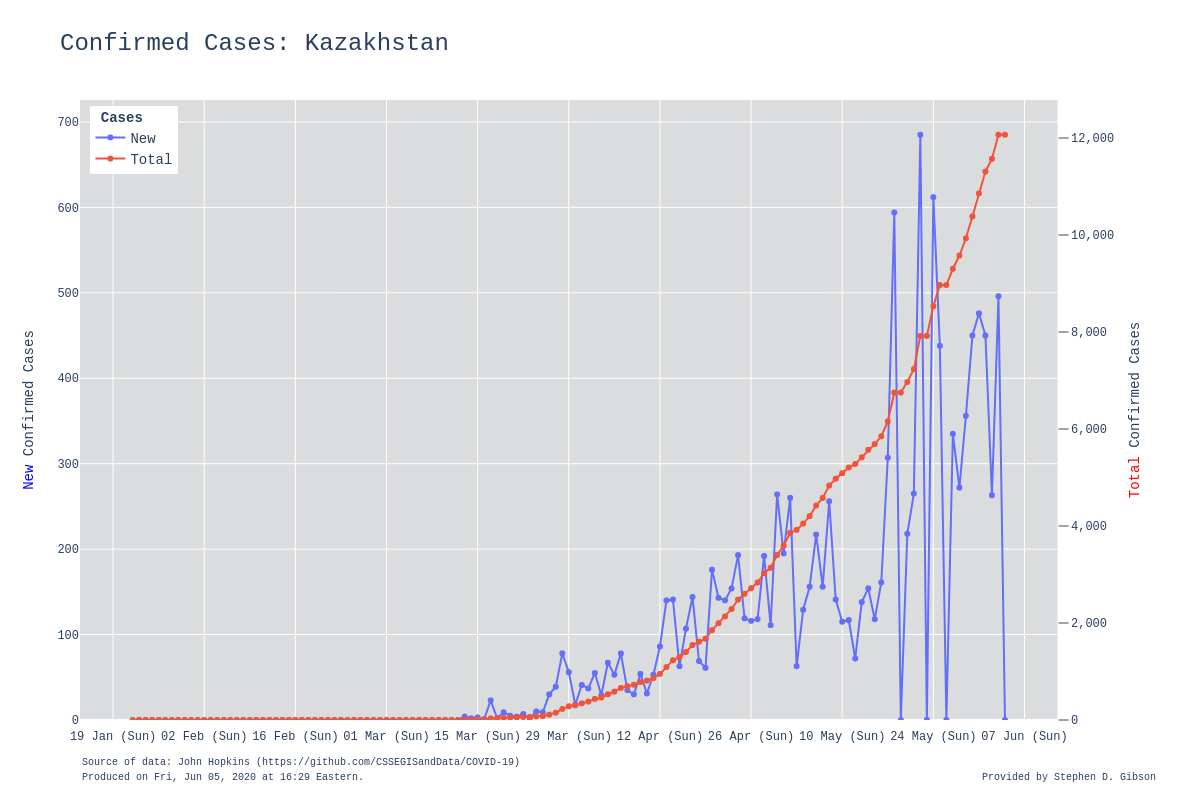 Confirmed Cases: Kazakhstan
Cases
New
Total
700
600
500
400
300
200
100
0
New Confirmed Cases
12,000
10,000
8,000
6,000
4,000
2,000
0
Total Confirmed Cases
19 Jan (Sun) 02 Feb (Sun) 16 Feb (Sun) 01 Mar (Sun) 15 Mar (Sun) 29 Mar (Sun) 12 Apr (Sun) 26 Apr (Sun) 10 May (Sun) 24 May (Sun) 07 Jun (Sun)
Source of data: John Hopkins (https://github.com/CSSEGISandData/COVID-19)
Produced on Fri, Jun 05, 2020 at 16:29 Eastern.
Provided by Stephen D. Gibson